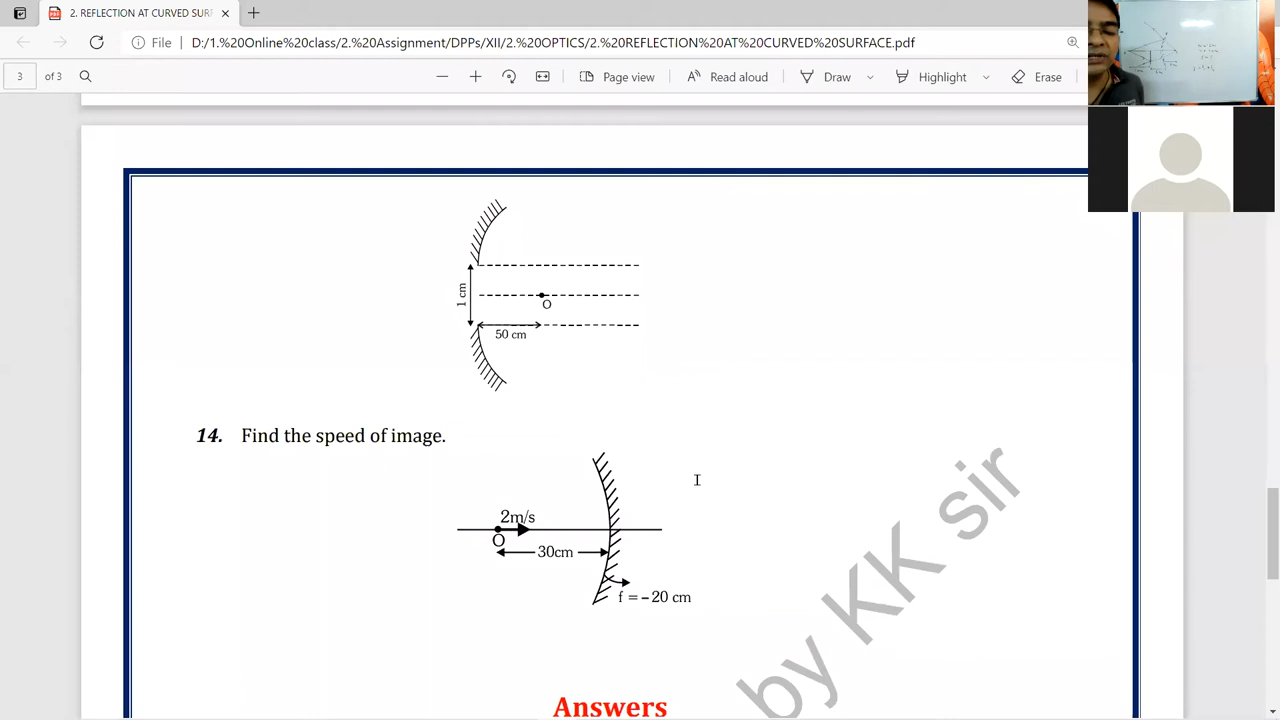 2. REFLECTION AT CURVED SURF
File
D:/1.%20Online%20class/2.%20Assignment/DPPs/XII/2.%20OPTICS/2.%20REFLECTION%20AT%20CURVED%20SURFACE.pdf
3 of 3
Page view
Read aloud
Draw
Highlight
Erase
1 cm
O
50 cm
14. Find the speed of image.
2m/s
O
30cm
f = –20 cm
by KK sir
Answers